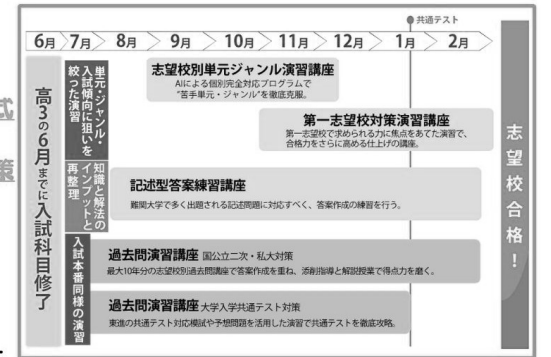 共通テスト
6月 7月 8月 9月 10月 11月 12月 1月 2月
高3の6月までに入試科目修了
単元・ジャンル・
入試傾向に狙いを
絞った演習
志望校別単元ジャンル演習講座
AIによる個別完全対応プログラムで
"苦手単元・ジャンル"を徹底克服。
第一志望校対策演習講座
第一志望校で求められる力に焦点をあてた演習で、
合格力をさらに高める仕上げの講座。
知識と解法の
インプットと
再整理
記述型答案練習講座
難関大学で多く出題される記述問題に対応すべく、答案作成の練習を行う。
入試本番同様の演習
過去問演習講座 国公立二次・私大対策
最大10年分の志望校別過去問講座で答案作成を重ね、添削指導と解説授業で得点力を磨く。
過去問演習講座 大学入学共通テスト対策
東進の共通テスト対応模試や予想問題を活用した演習で共通テストを徹底攻略。
志望校合格!
式
策